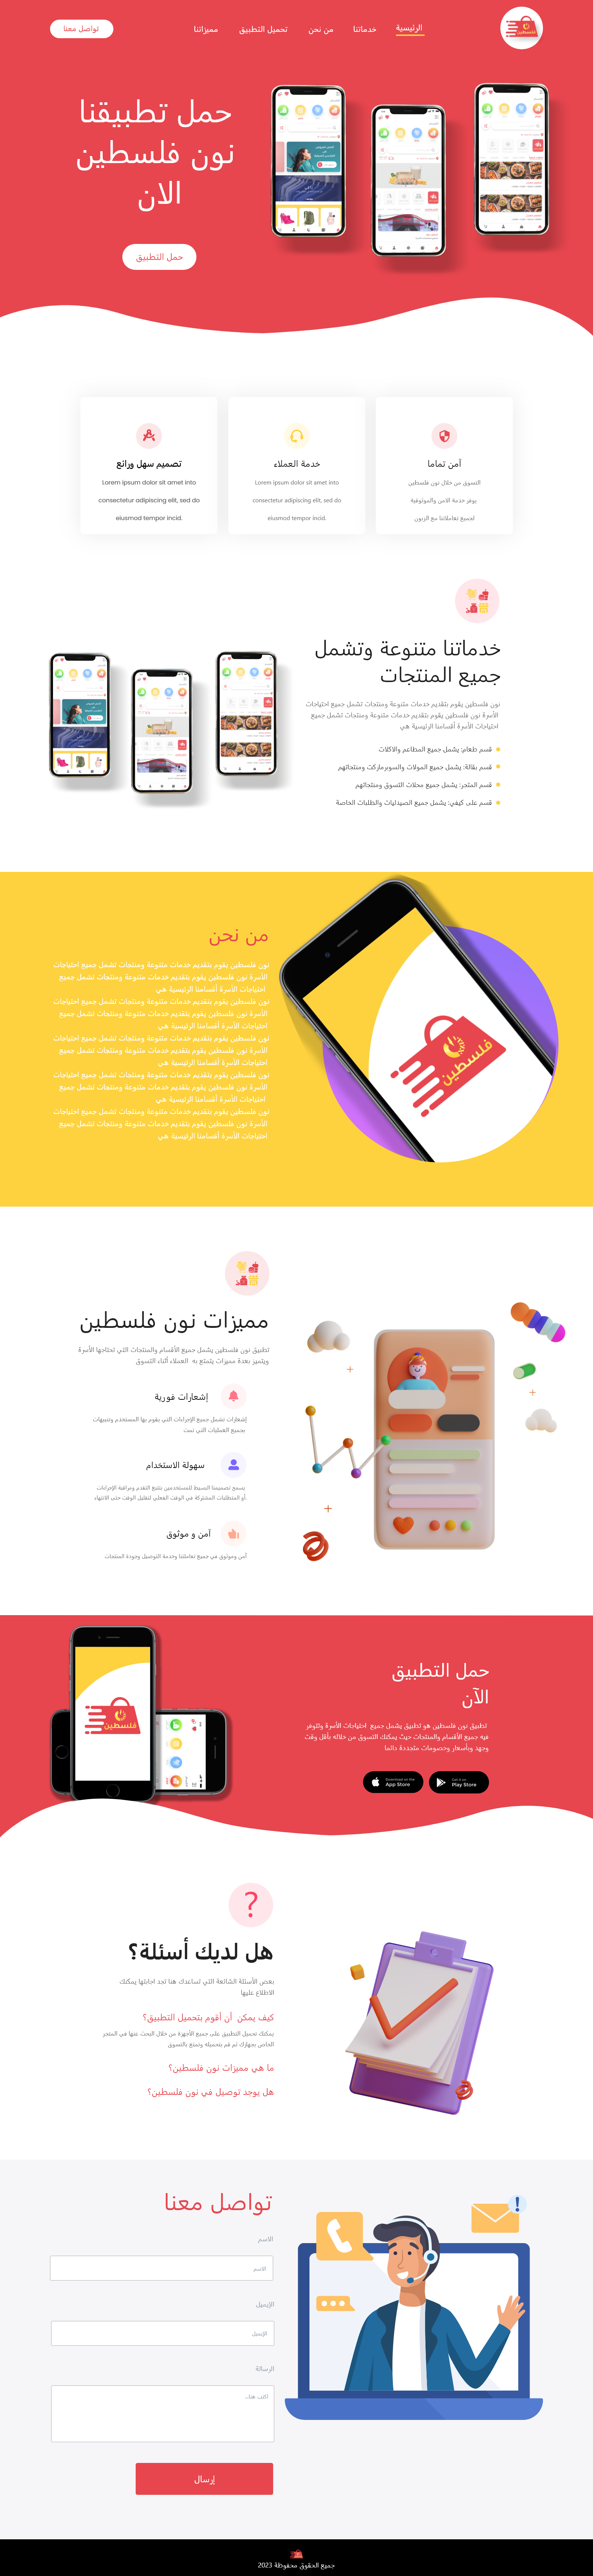 الرئيسية
خدماتنا
من نحن
تحميل التطبيق
مميزاتنا
تواصل معنا
حمل تطبيقنا
نون فلسطين
الان
حمل التطبيق
آمن تماما
التسوق من خلال نون فلسطين
يوفر خدمة الامن والموثوقية
لجميع تعاملاتنا مع الزبون
خدمة العملاء
Lorem ipsum dolor sit amet into
consectetur adipiscing elit, sed do
eiusmod tempor incid.
تصميم سهل ورائع
Lorem ipsum dolor sit amet into
consectetur adipiscing elit, sed do
eiusmod tempor incid.
خدماتنا متنوعة وتشمل
جميع المنتجات
نون فلسطين يقوم بتقديم خدمات متنوعة ومنتجات تشمل جميع احتياجات
الأسرة نون فلسطين يقوم بتقديم خدمات متنوعة ومنتجات تشمل جميع
احتياجات الأسرة أقسامنا الرئيسية هي
قسم طعام: يشمل جميع المطاعم والاكلات
قسم بقالة: يشمل جميع المولات والسوبرماركت ومنتجاتهم
قسم المتجر: يشمل جميع محلات التسوق ومنتجاتهم
قسم على كيفي: يشمل جميع الصيدليات والطلبات الخاصة
من نحن
نون فلسطين يقوم بتقديم خدمات متنوعة ومنتجات تشمل جميع احتياجات
الأسرة نون فلسطين يقوم بتقديم خدمات متنوعة ومنتجات تشمل جميع
احتياجات الأسرة أقسامنا الرئيسية هي
نون فلسطين يقوم بتقديم خدمات متنوعة ومنتجات تشمل جميع احتياجات
الأسرة نون فلسطين يقوم بتقديم خدمات متنوعة ومنتجات تشمل جميع
احتياجات الأسرة أقسامنا الرئيسية هي
نون فلسطين يقوم بتقديم خدمات متنوعة ومنتجات تشمل جميع احتياجات
الأسرة نون فلسطين يقوم بتقديم خدمات متنوعة ومنتجات تشمل جميع
احتياجات الأسرة أقسامنا الرئيسية هي
نون فلسطين يقوم بتقديم خدمات متنوعة ومنتجات تشمل جميع احتياجات
الأسرة نون فلسطين يقوم بتقديم خدمات متنوعة ومنتجات تشمل جميع
احتياجات الأسرة أقسامنا الرئيسية هي
نون فلسطين يقوم بتقديم خدمات متنوعة ومنتجات تشمل جميع احتياجات
الأسرة نون فلسطين يقوم بتقديم خدمات متنوعة ومنتجات تشمل جميع
احتياجات الأسرة أقسامنا الرئيسية هي
فلسطين
مميزات نون فلسطين
تطبيق نون فلسطين يشمل جميع الأقسام والمنتجات التي تحتاجها الأسرة
ويتميز بعدة مميزات يتمتع به العملاء أثناء التسوق
إشعارات فورية
إشعارات تشمل جميع الإجراءات التي يقوم بها المستخدم وتنبيهات
بجميع العمليات التي تمت
سهولة الاستخدام
يسمح تصميمنا البسيط للمستخدمين بتتبع التقدم ومراقبة الإجراءات
أو المتطلبات المشتركة في الوقت الفعلي لتقليل الوقت حتى الانتهاء.
آمن و موثوق
أمن وموثوق في جميع تعاملتنا وخدمة التوصيل وجودة المنتجات
حمل التطبيق
الآن
تطبيق نون فلسطين هو تطبيق يشمل جميع احتياجات الأسرة ولتوفر
فيه جميع الأقسام والمنتجات حيث يمكنك التسوق من خلاله بأقل وقت
وجهد وبأسعار وخصومات متجددة دائما
Download on the
App Store
Get it on
Play Store
فلسطين
?
هل لديك أسئلة؟
بعض الأسئلة الشائعة التي تساعدك هنا تجد اجابتها يمكنك
الاطلاع عليها
كيف يمكن أن أقوم بتحميل التطبيق؟
يمكنك تحميل التطبيق على جميع الأجهزة من خلال البحث عنها في المتجر
الخاص بجهازك ثم قم بتحميله وتمتع بالتسوق
ما هي مميزات نون فلسطين؟
هل يوجد توصيل في نون فلسطين؟
تواصل معنا
الاسم
الاسم
الإيميل
الإيميل
الرسالة
اكتب هنا...
إرسال
جميع الحقوق محفوظة 2023